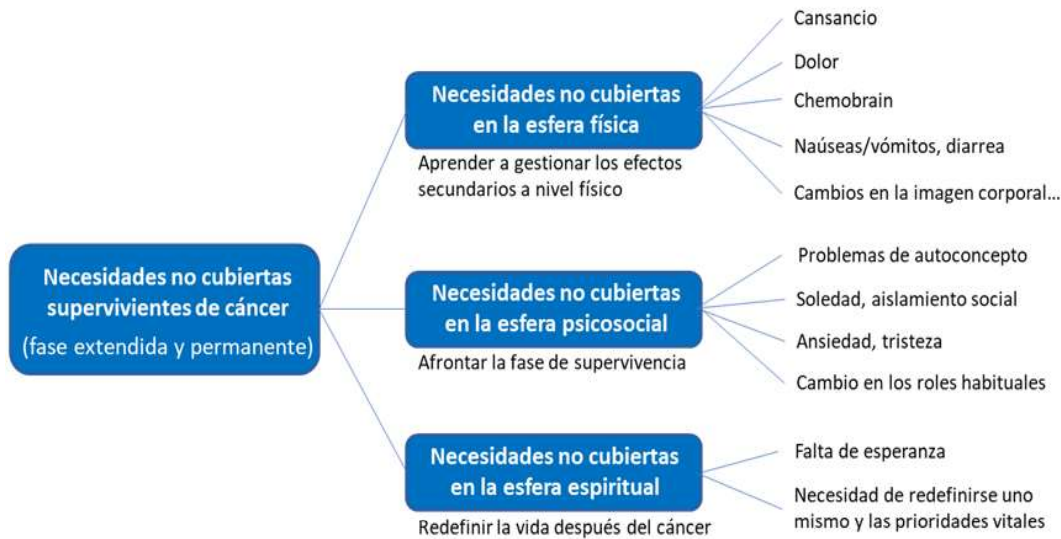 Necesidades no cubiertas
supervivientes de cáncer
(fase extendida y permanente)
Necesidades no cubiertas
en la esfera física
Aprender a gestionar los efectos
secundarios a nivel físico
Cansancio
Dolor
Chemobrain
Naúseas/vómitos, diarrea
Cambios en la imagen corporal...
Necesidades no cubiertas
en la esfera psicosocial
Afrontar la fase de supervivencia
Problemas de autoconcepto
Soledad, aislamiento social
Ansiedad, tristeza
Cambio en los roles habituales
Necesidades no cubiertas
en la esfera espiritual
Redefinir la vida después del cáncer
Falta de esperanza
Necesidad de redefinirse uno
mismo y las prioridades vitales